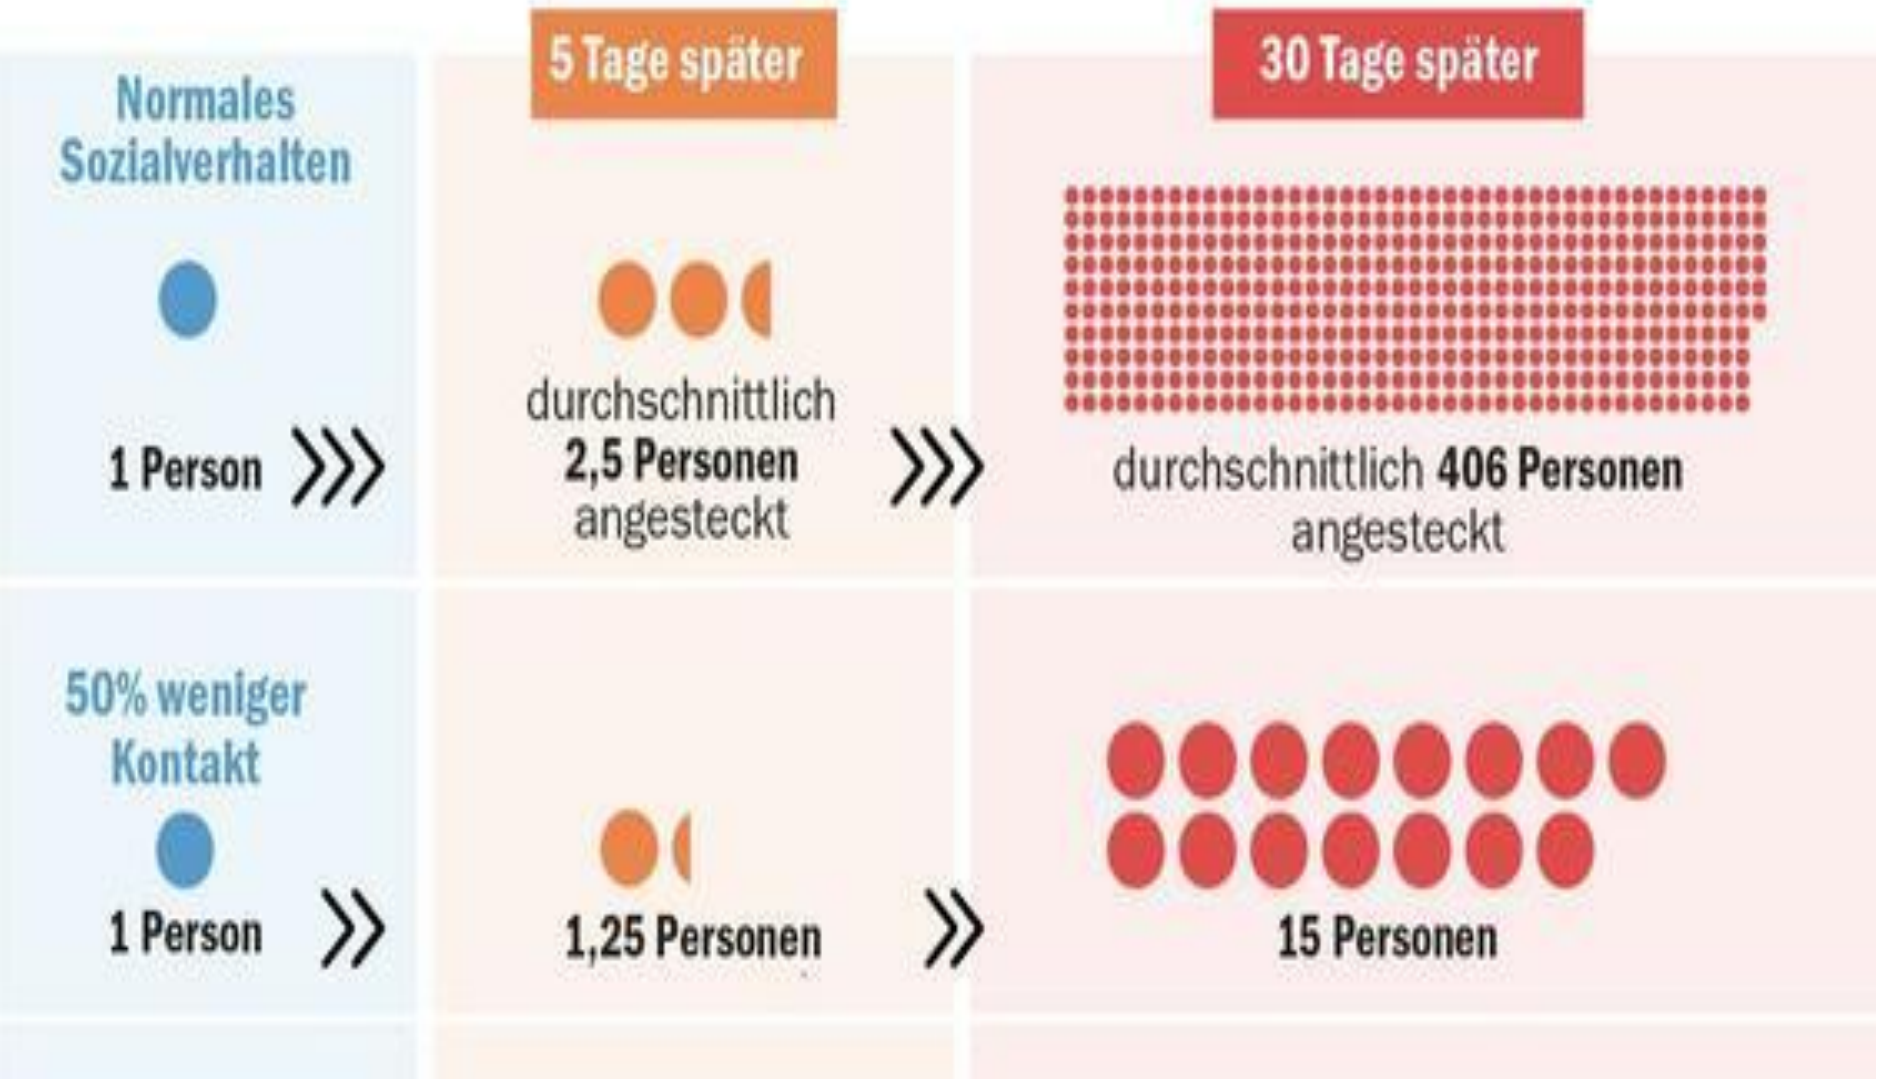 5 Tage später
30 Tage später
Normales
Sozialverhalten
1 Person
durchschnittlich
2,5 Personen
angesteckt
durchschnittlich 406 Personen
angesteckt
50% weniger
Kontakt
1 Person
1,25 Personen
15 Personen